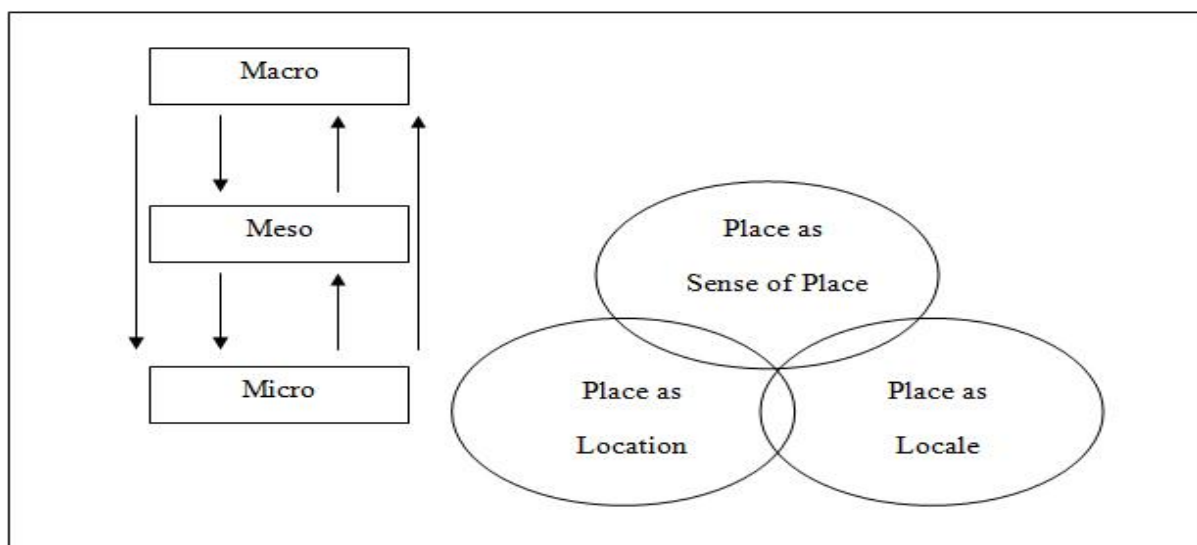 Macro
Meso
Micro
Place as
Sense of Place
Place as
Location
Place as
Locale